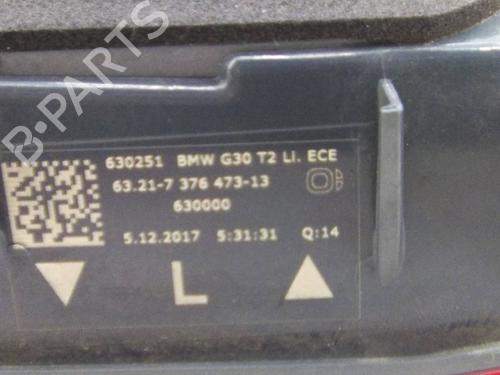 B-PARTS
630251 BMW G30 T2 LI. ECE
63.21-7 376 473-13
630000
5.12.2017 5:31:31 Q:14
L